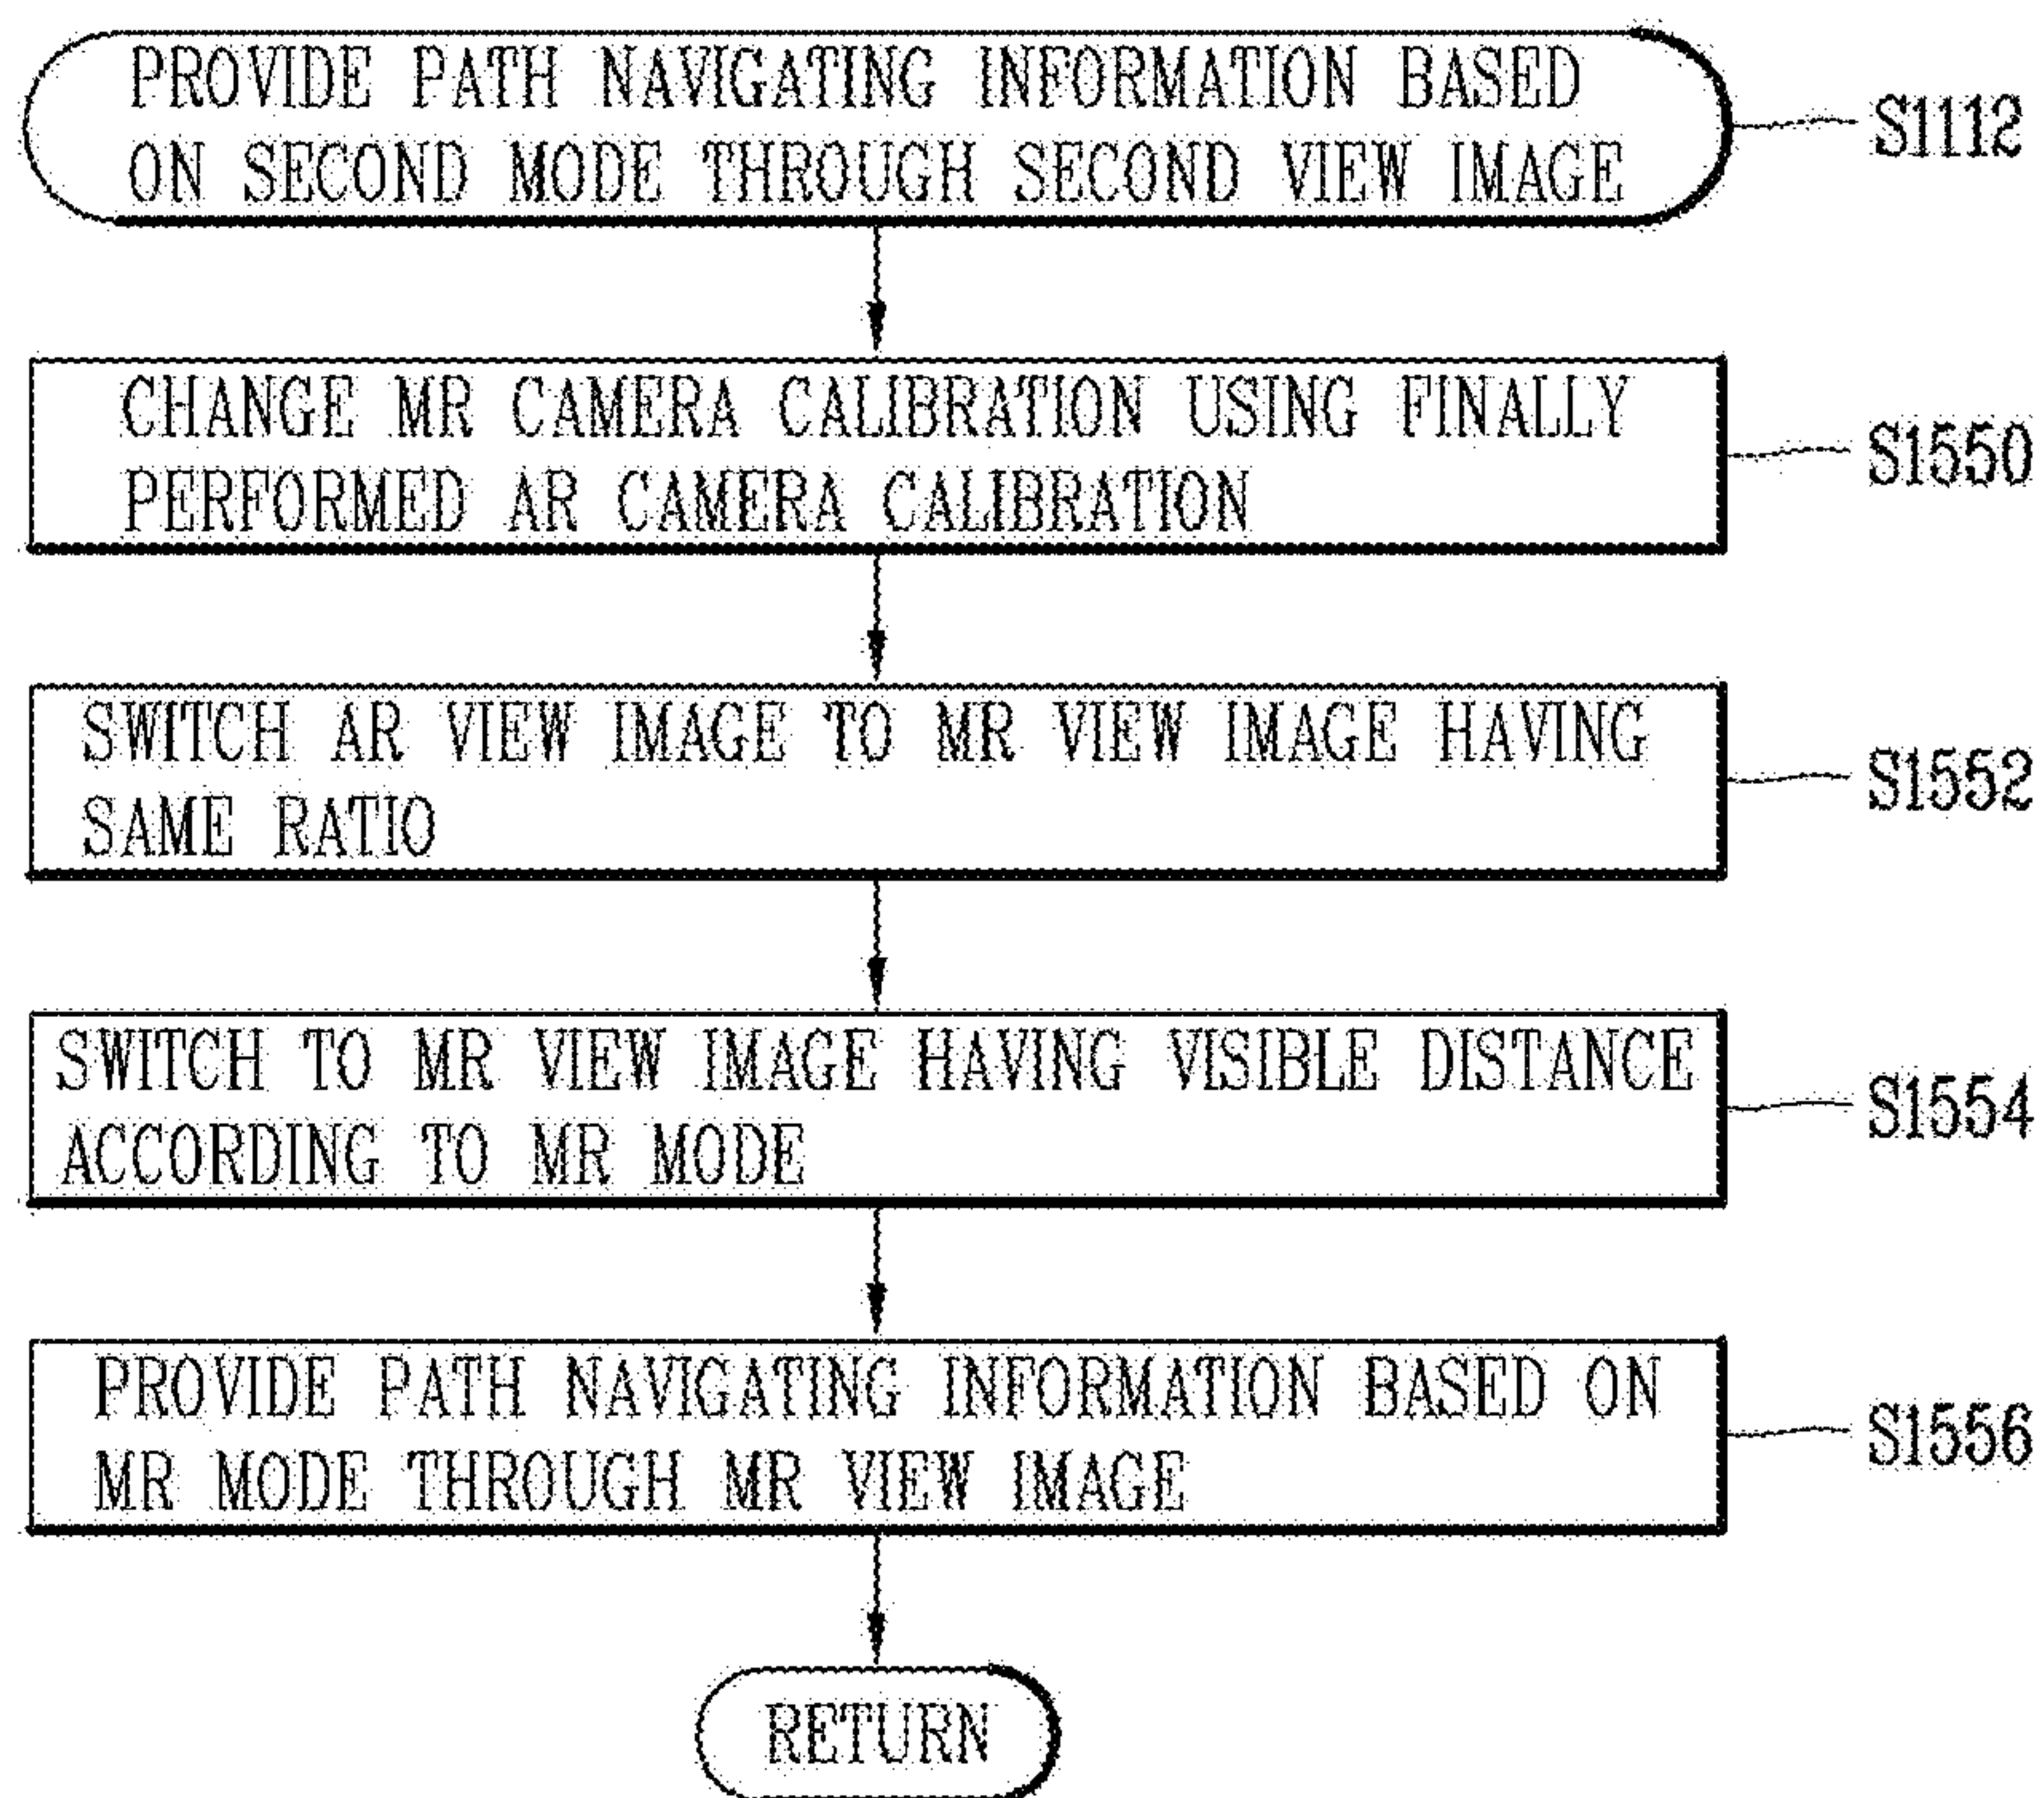 PROVIDE PATH NAVIGATING INFORMATION BASED
ON SECOND MODE THROUGH SECOND VIEW IMAGE
S1112
CHANGE MR CAMERA CALIBRATION USING FINALLY
PERFORMED AR CAMERA CALIBRATION
S1550
SWITCH AR VIEW IMAGE TO MR VIEW IMAGE HAVING
SAME RATIO
S1552
SWITCH TO MR VIEW IMAGE HAVING VISIBLE DISTANCE
ACCORDING TO MR MODE
S1554
PROVIDE PATH NAVIGATING INFORMATION BASED ON
MR MODE THROUGH MR VIEW IMAGE
S1556
RETURN